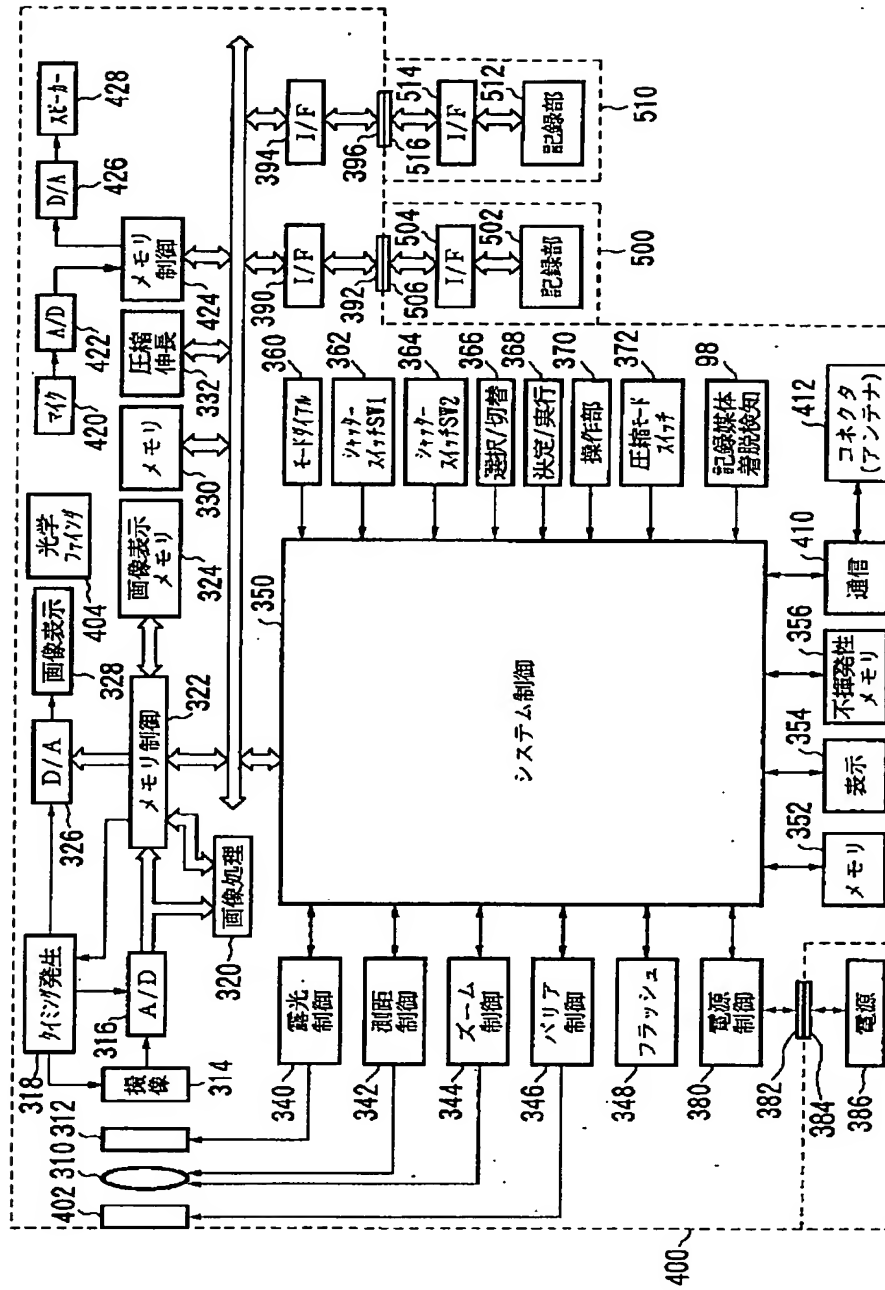 スピーカー
428
D/A
426
マイク
420
A/D
422
メモリ
制御
424
圧縮
伸長
332
メモリ
330
光学
ファインダ
404
画像表示
メモリ
324
画像表示
328
D/A
326
メモリ制御
322
画像処理
320
タイミング発生
318
A/D
316
撮像
314
312
310
402
394
I/F
396
516
514
I/F
512
記録部
510
390
I/F
392
506
504
I/F
502
記録部
500
350
システム制御
モードダイアル
360
シャッター
スイッチSW1
362
シャッター
スイッチSW2
364
選択/切替
366
決定/実行
368
操作部
370
圧縮モード
スイッチ
372
記録媒体
着脱検知
98
コネクタ
(アンテナ)
412
通信
410
不揮発性
メモリ
356
表示
354
メモリ
352
露光
制御
340
測距
制御
342
ズーム
制御
344
バリア
制御
346
フラッシュ
348
電源
制御
380
382
384
電源
386
400